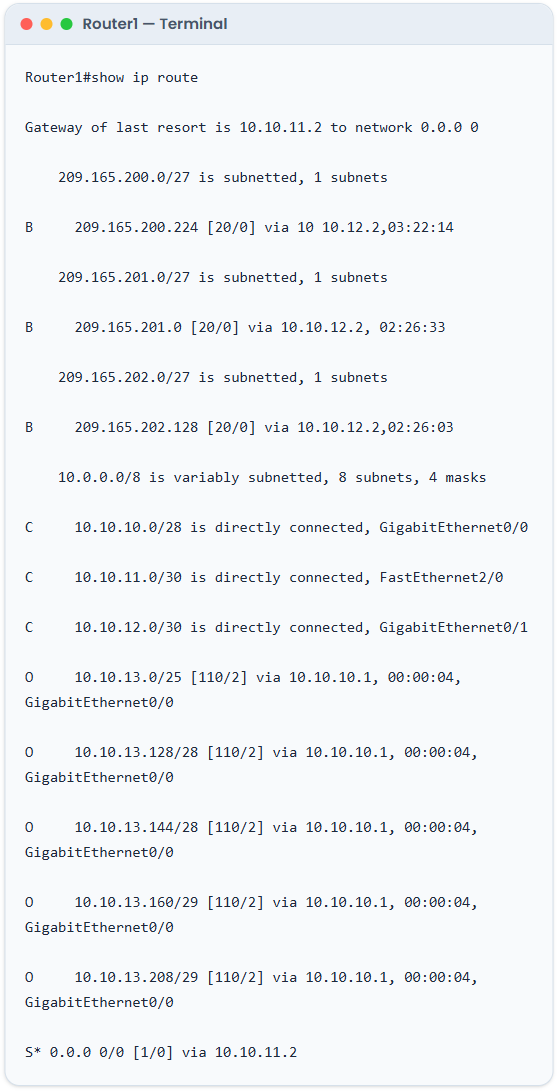 Router1 — Terminal
Router1#show ip route
Gateway of last resort is 10.10.11.2 to network 0.0.0 0
209.165.200.0/27 is subnetted, 1 subnets
B 209.165.200.224 [20/0] via 10 10.12.2,03:22:14
209.165.201.0/27 is subnetted, 1 subnets
B 209.165.201.0 [20/0] via 10.10.12.2, 02:26:33
209.165.202.0/27 is subnetted, 1 subnets
B 209.165.202.128 [20/0] via 10.10.12.2,02:26:03
10.0.0.0/8 is variably subnetted, 8 subnets, 4 masks
C 10.10.10.0/28 is directly connected, GigabitEthernet0/0
C 10.10.11.0/30 is directly connected, FastEthernet2/0
C 10.10.12.0/30 is directly connected, GigabitEthernet0/1
O 10.10.13.0/25 [110/2] via 10.10.10.1, 00:00:04,
GigabitEthernet0/0
O 10.10.13.128/28 [110/2] via 10.10.10.1, 00:00:04,
GigabitEthernet0/0
O 10.10.13.144/28 [110/2] via 10.10.10.1, 00:00:04,
GigabitEthernet0/0
O 10.10.13.160/29 [110/2] via 10.10.10.1, 00:00:04,
GigabitEthernet0/0
O 10.10.13.208/29 [110/2] via 10.10.10.1, 00:00:04,
GigabitEthernet0/0
S* 0.0.0 0/0 [1/0] via 10.10.11.2